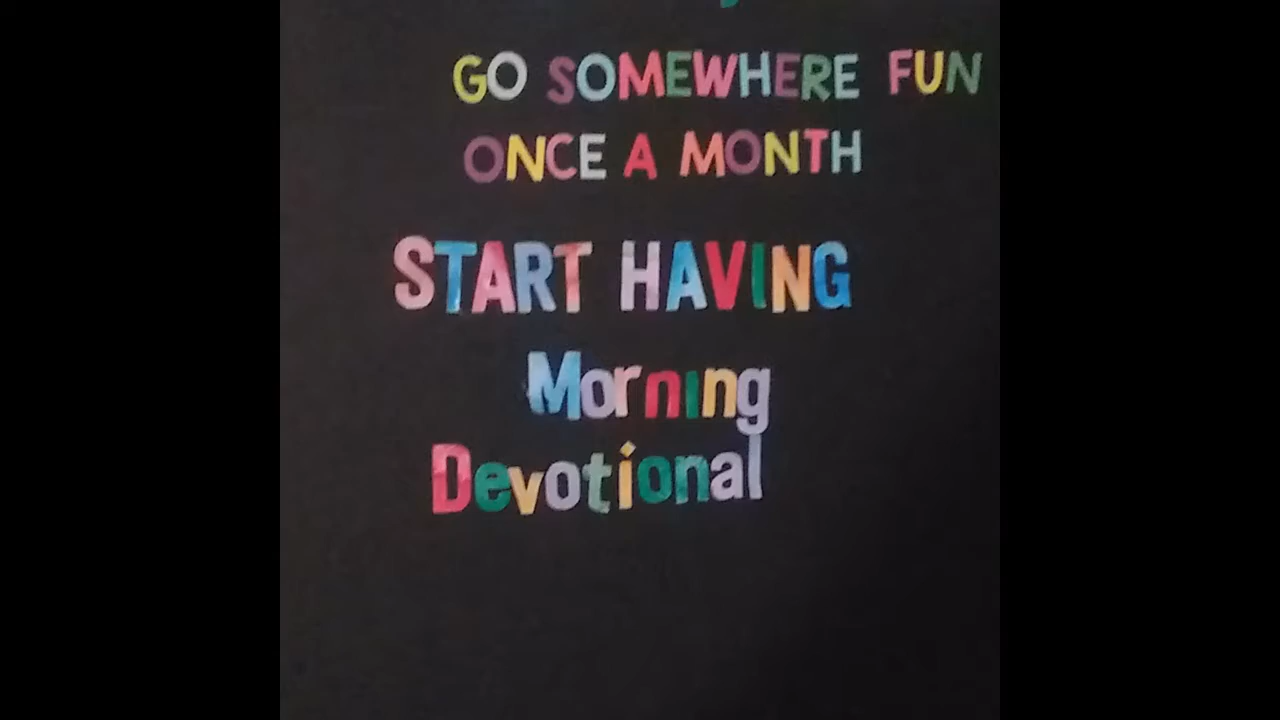 GO SOMEWHERE FUN
ONCE A MONTH
START HAVING
Morning
Devotional